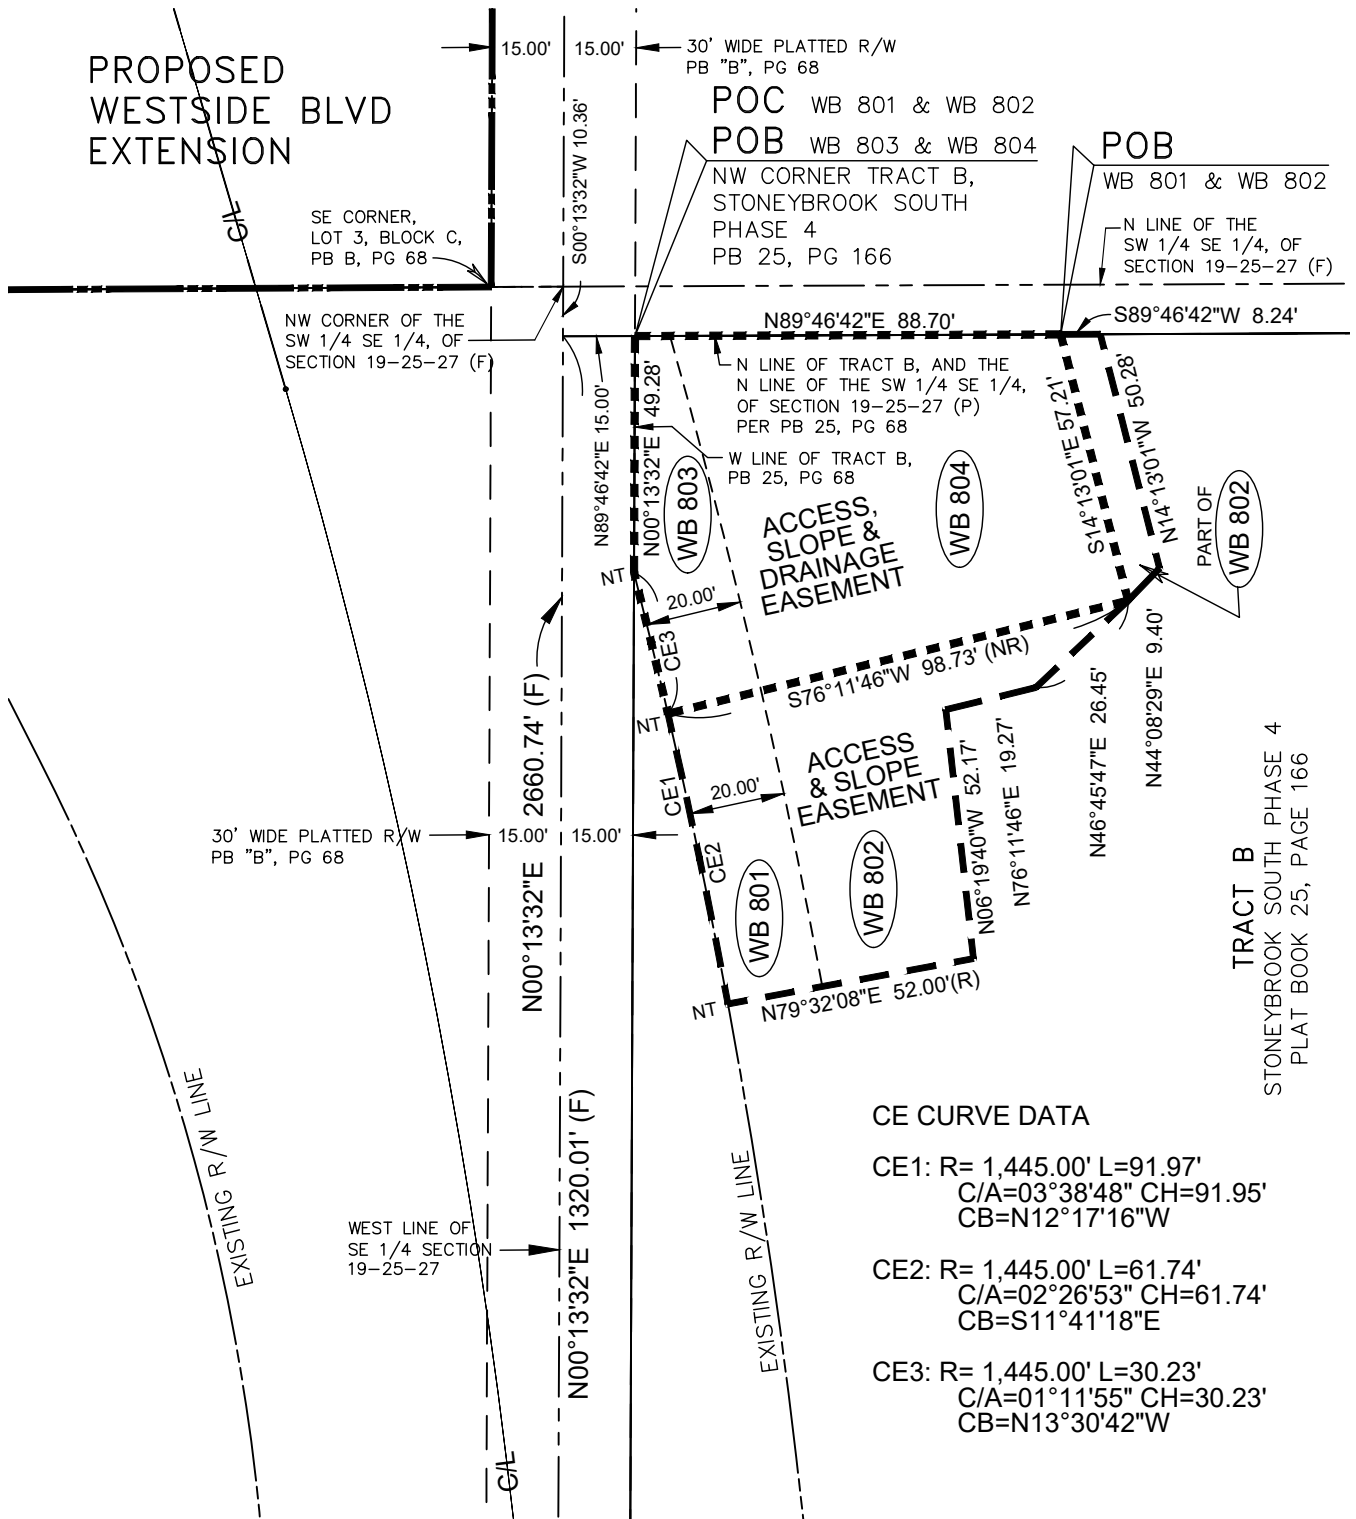 PROPOSED
WESTSIDE BLVD
EXTENSION
15.00'
15.00'
30' WIDE PLATTED R/W
PB "B", PG 68
S00°13'32"W 10.36'
POC WB 801 & WB 802
POB WB 803 & WB 804
NW CORNER TRACT B,
STONEYBROOK SOUTH
PHASE 4
PB 25, PG 166
POB
WB 801 & WB 802
N LINE OF THE
SW 1/4 SE 1/4, OF
SECTION 19-25-27 (F)
C/L
SE CORNER,
LOT 3, BLOCK C,
PB B, PG 68
NW CORNER OF THE
SW 1/4 SE 1/4, OF
SECTION 19-25-27 (F)
N89°46'42"E 88.70'
S89°46'42"W 8.24'
N89°46'42"E 15.00'
N00°13'32"E 49.28'
N LINE OF TRACT B, AND THE
N LINE OF THE SW 1/4 SE 1/4,
OF SECTION 19-25-27 (P)
PER PB 25, PG 68
W LINE OF TRACT B,
PB 25, PG 68
S14°13'01"E 57.21'
N14°13'01"W 50.28'
WB 803
WB 804
PART OF
WB 802
ACCESS,
SLOPE &
DRAINAGE
EASEMENT
NT
20.00'
CE3
S76°11'46"W 98.73' (NR)
NT
N00°13'32"E 2660.74' (F)
ACCESS
& SLOPE
EASEMENT
CE1
20.00'
CE2
N06°19'40"W 52.17'
N76°11'46"E 19.27'
N46°45'47"E 26.45'
N44°08'29"E 9.40'
30' WIDE PLATTED R/W
PB "B", PG 68
15.00'
15.00'
WB 801
WB 802
NT
N79°32'08"E 52.00'(R)
TRACT B
STONEYBROOK SOUTH PHASE 4
PLAT BOOK 25, PAGE 166
EXISTING R/W LINE
N00°13'32"E 1320.01' (F)
WEST LINE OF
SE 1/4 SECTION
19-25-27
EXISTING R/W LINE
C/L
CE CURVE DATA
CE1: R= 1,445.00' L=91.97'
C/A=03°38'48" CH=91.95'
CB=N12°17'16"W
CE2: R= 1,445.00' L=61.74'
C/A=02°26'53" CH=61.74'
CB=S11°41'18"E
CE3: R= 1,445.00' L=30.23'
C/A=01°11'55" CH=30.23'
CB=N13°30'42"W